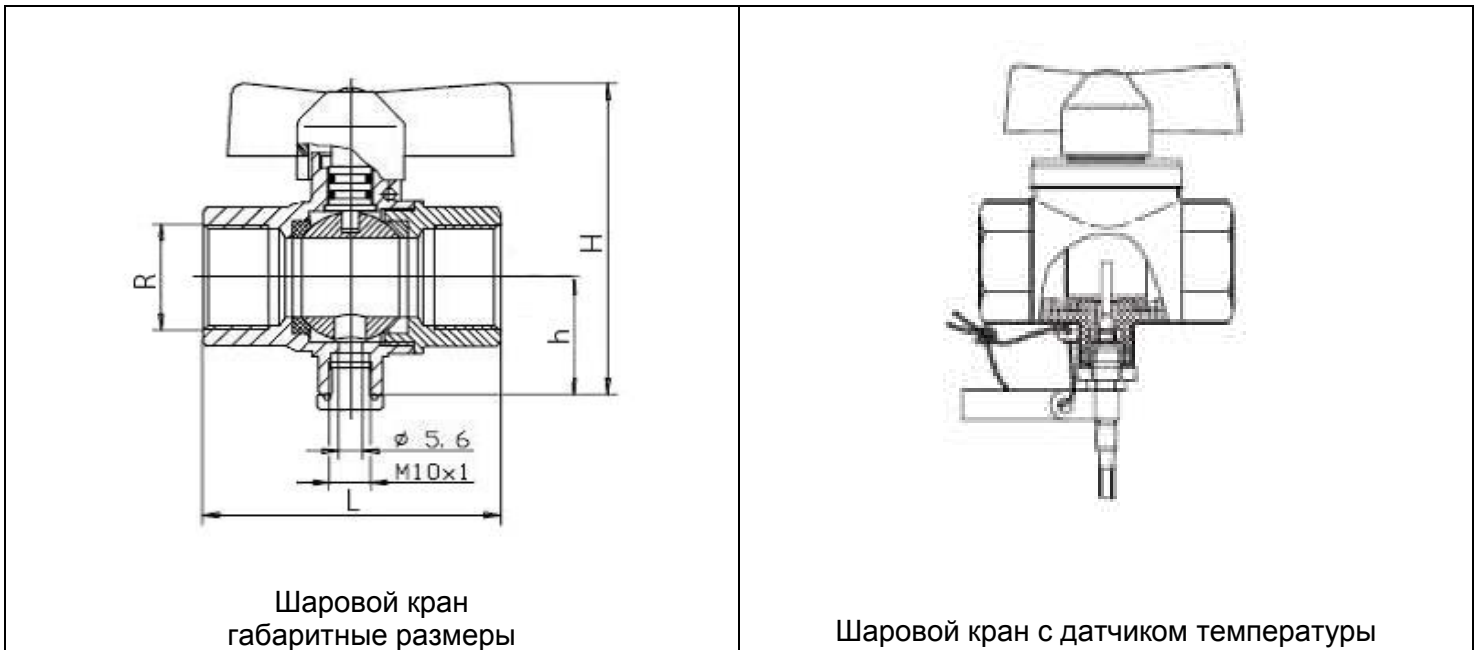 H
R
h
ø 5.6
M10x1
L
Шаровой кран
габаритные размеры
Шаровой кран с датчиком температуры